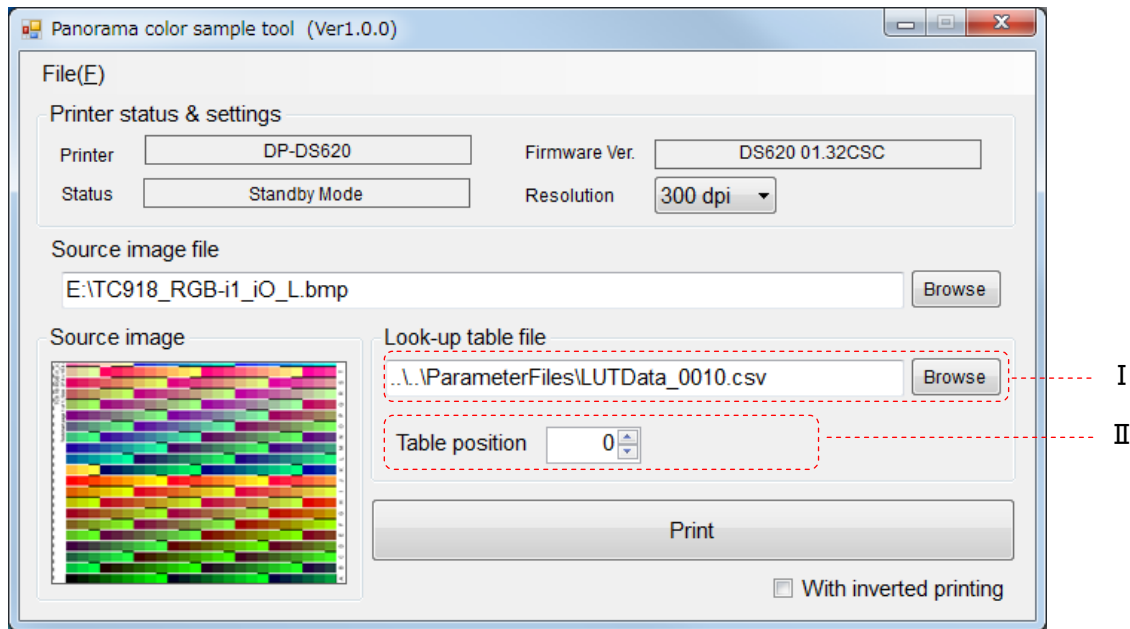 Panorama color sample tool (Ver1.0.0)
File(F)
Printer status & settings
Printer DP-DS620 Firmware Ver. DS620 01.32CSC
Status Standby Mode Resolution 300 dpi
Source image file
E:\TC918_RGB-i1_iO_L.bmp Browse
Source image Look-up table file
..\..\ParameterFiles\LUTData_0010.csv Browse Ⅰ
Table position 0 Ⅱ
Print
With inverted printing